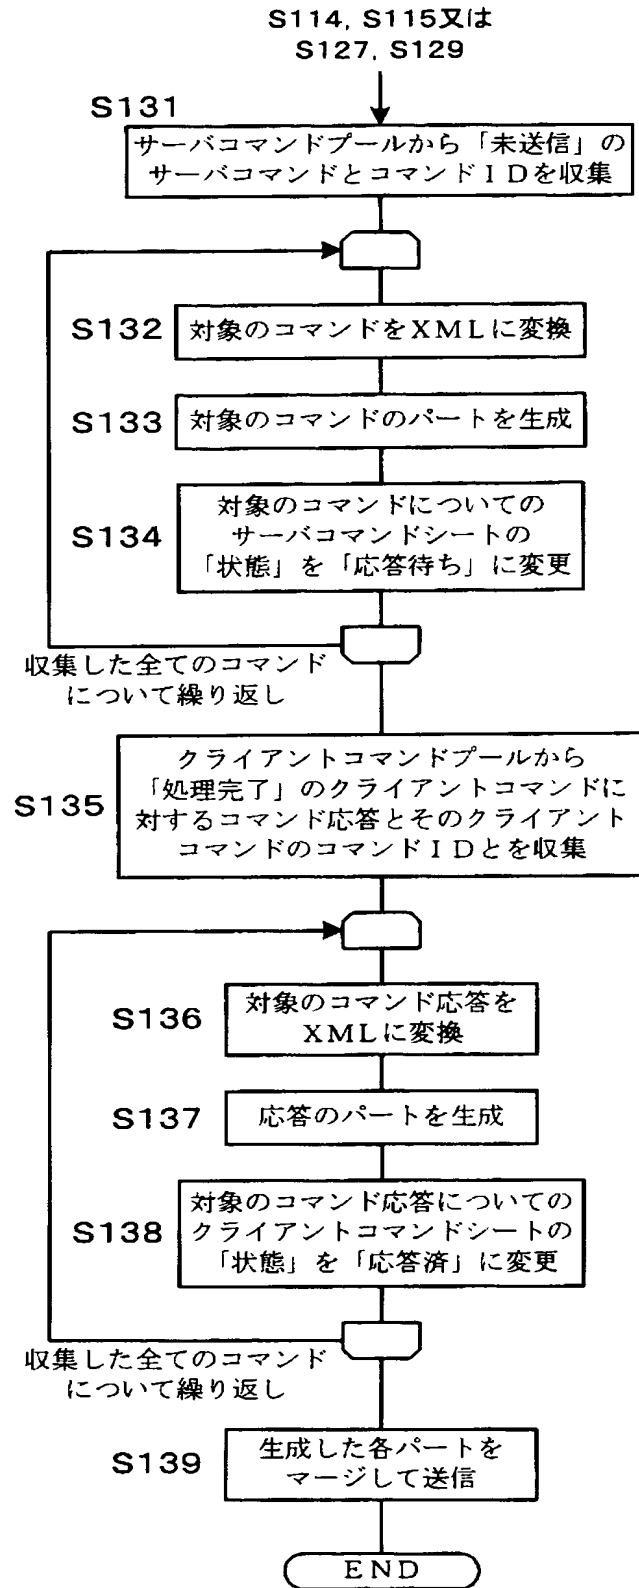 S114, S115又は
S127, S129
S131
サーバコマンドプールから「未送信」の
サーバコマンドとコマンドIDを収集
S132
対象のコマンドをXMLに変換
S133
対象のコマンドのパートを生成
S134
対象のコマンドについての
サーバコマンドシートの
「状態」を「応答待ち」に変更
収集した全てのコマンド
について繰り返し
S135
クライアントコマンドプールから
「処理完了」のクライアントコマンドに
対するコマンド応答とそのクライアント
コマンドのコマンドIDとを収集
S136
対象のコマンド応答を
XMLに変換
S137
応答のパートを生成
S138
対象のコマンド応答についての
クライアントコマンドシートの
「状態」を「応答済」に変更
収集した全てのコマンド
について繰り返し
S139
生成した各パートを
マージして送信
END